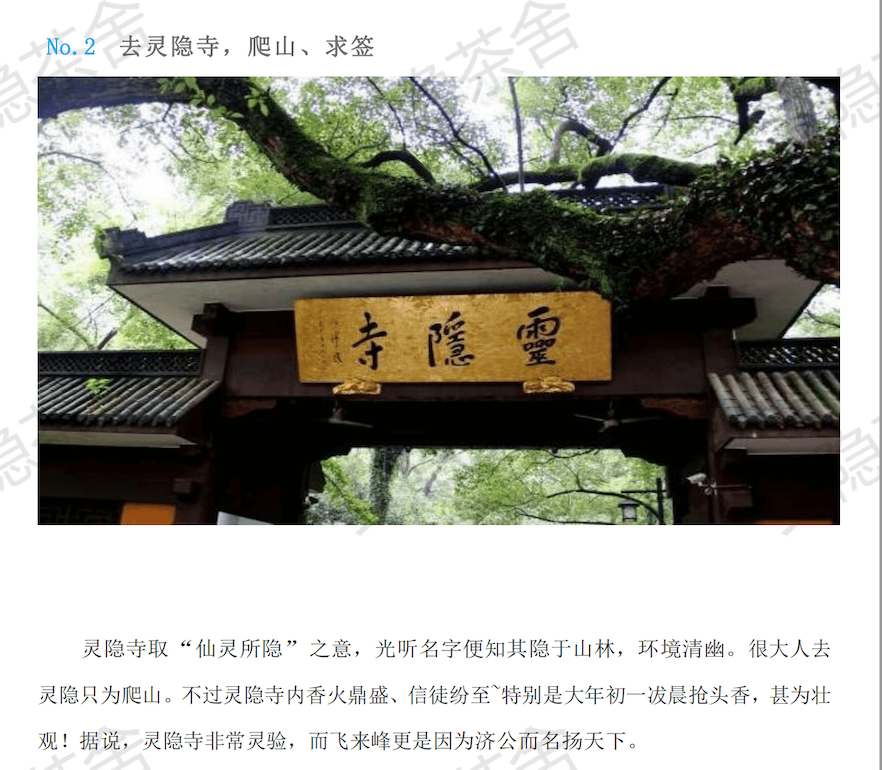 No.2 去灵隐寺，爬山、求签
靈隱寺
灵隐寺取“仙灵所隐”之意，光听名字便知其隐于山林，环境清幽。很大人去
灵隐只为爬山。不过灵隐寺内香火鼎盛、信徒纷至~特别是大年初一祓晨抢头香，甚为壮
观！据说，灵隐寺非常灵验，而飞来峰更是因为济公而名扬天下。
隐茶舍